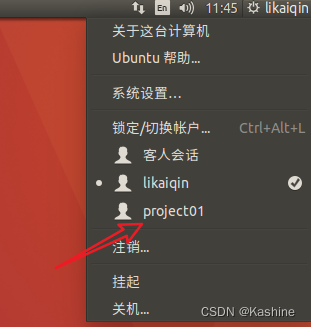 En 11:45 likaiqin
关于这台计算机
Ubuntu 帮助...
系统设置...
锁定/切换帐户... Ctrl+Alt+L
客人会话
likaiqin
project01
注销...
挂起
关机...
CSDN @Kashine